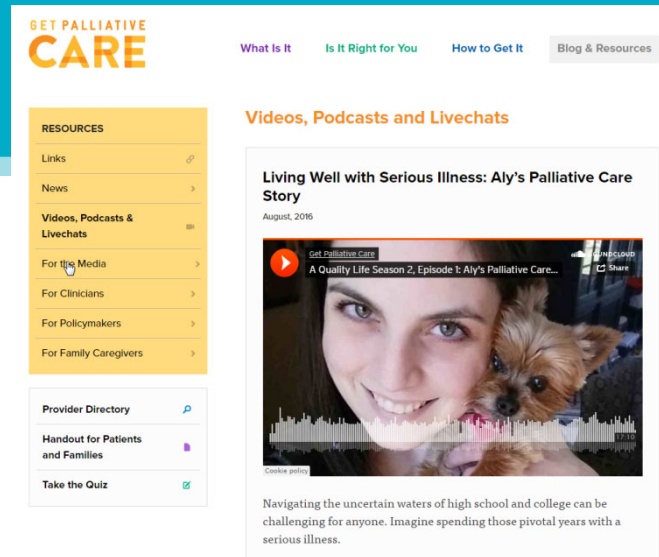 GET PALLIATIVE
CARE
What Is It
Is It Right for You
How to Get It
Blog & Resources
RESOURCES
Links
News
Videos, Podcasts &
Livechats
For the Media
For Clinicians
For Policymakers
For Family Caregivers
Provider Directory
Handout for Patients
and Families
Take the Quiz
Videos, Podcasts and Livechats
Living Well with Serious Illness: Aly's Palliative Care
Story
August, 2016
Get Palliative Care
A Quality Life Season 2, Episode 1: Aly's Palliative Care...
SOUNDCLOUD
Share
17:10
Cookie policy
Navigating the uncertain waters of high school and college can be
challenging for anyone. Imagine spending those pivotal years with a
serious illness.